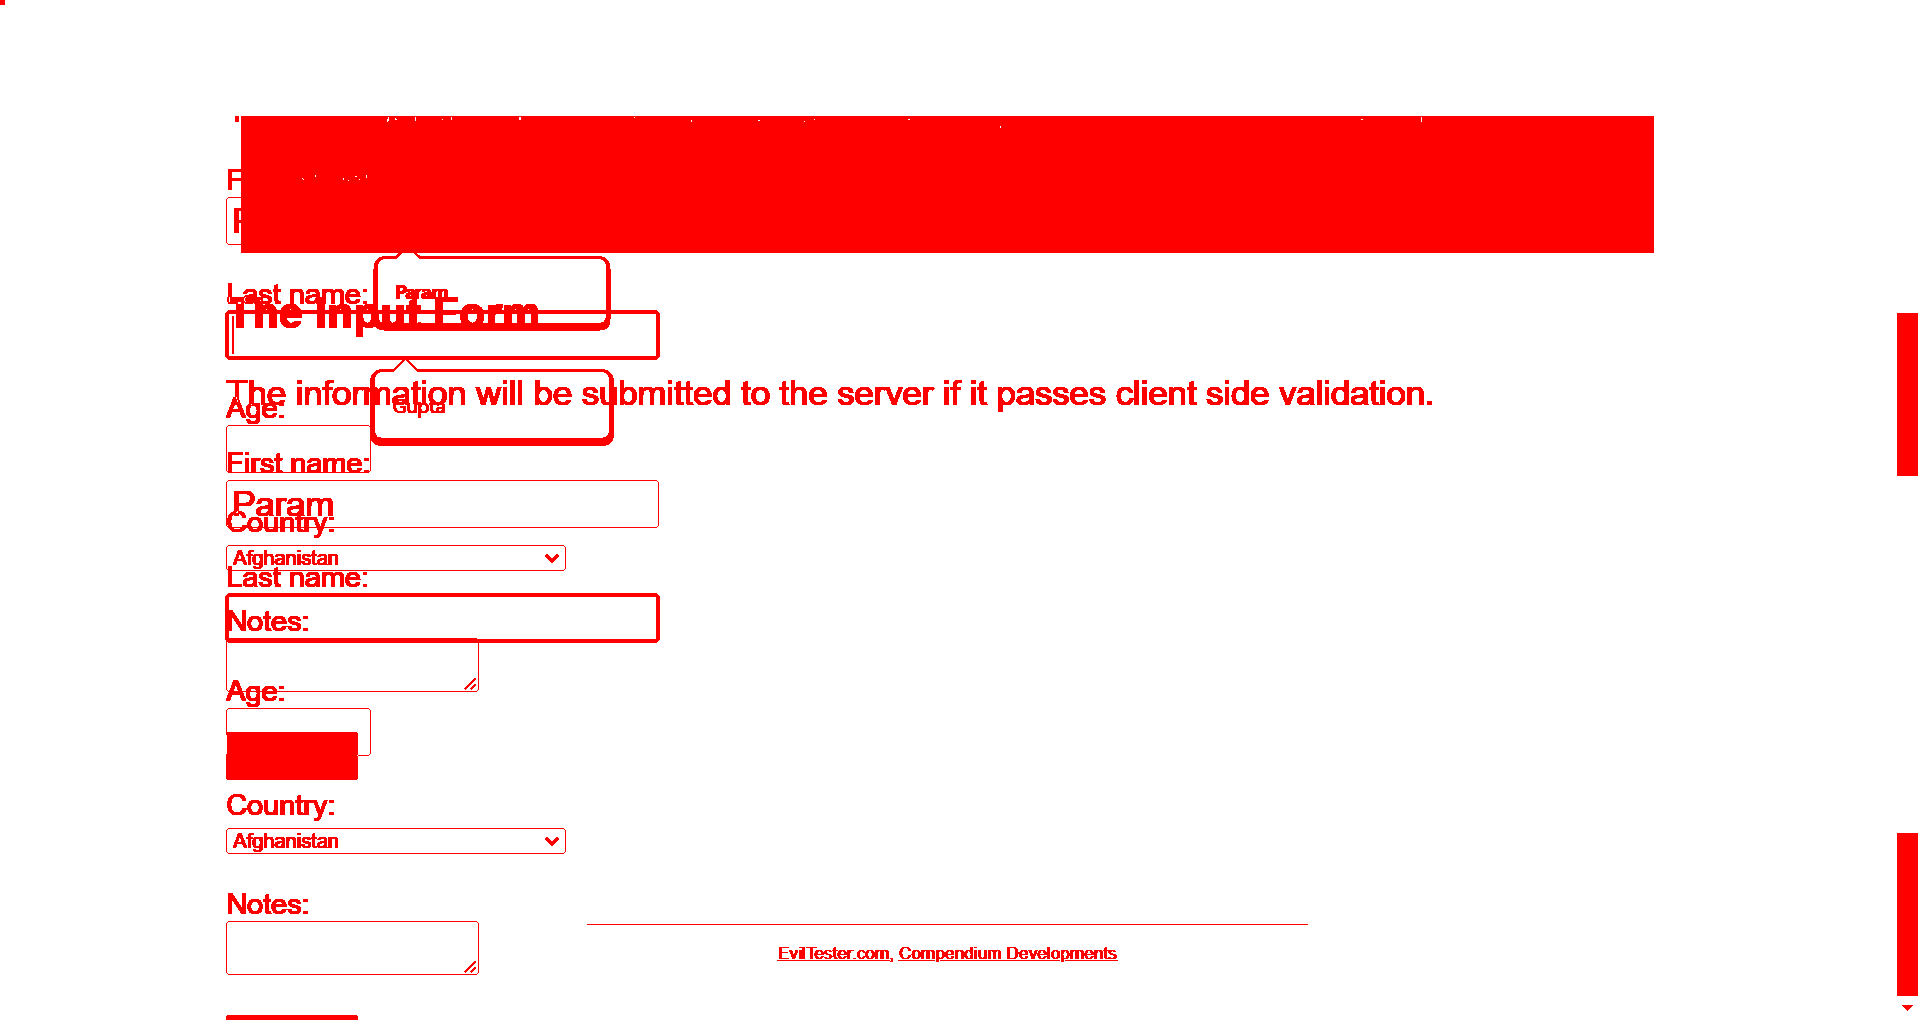 F
Last name:
Param
The Input Form
The information will be submitted to the server if it passes client side validation.
Age:
Gupta
First name:
Param
Country:
Afghanistan
Last name:
Notes:
Age:
Country:
Afghanistan
Notes:
EvilTester.com, Compendium Developments